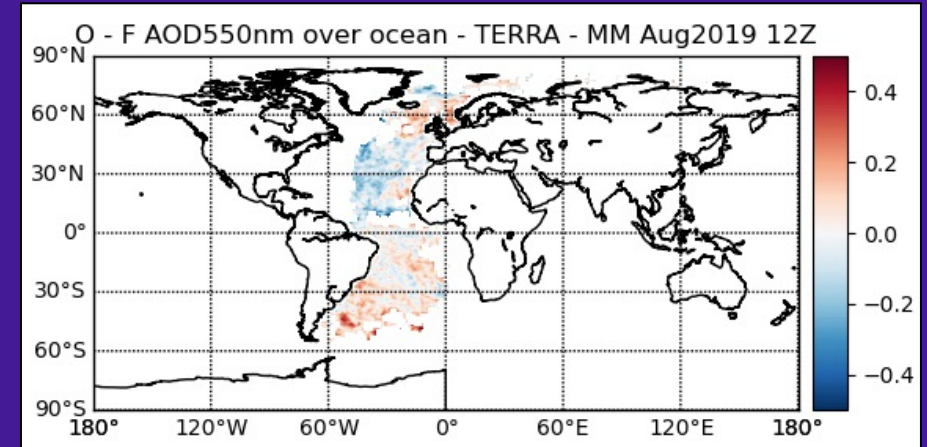 O - F AOD550nm over ocean - TERRA - MM Aug2019 12Z
90°N
60°N
30°N
0°
30°S
60°S
90°S
180° 120°W 60°W 0° 60°E 120°E 180°
0.4
0.2
0.0
−0.2
−0.4